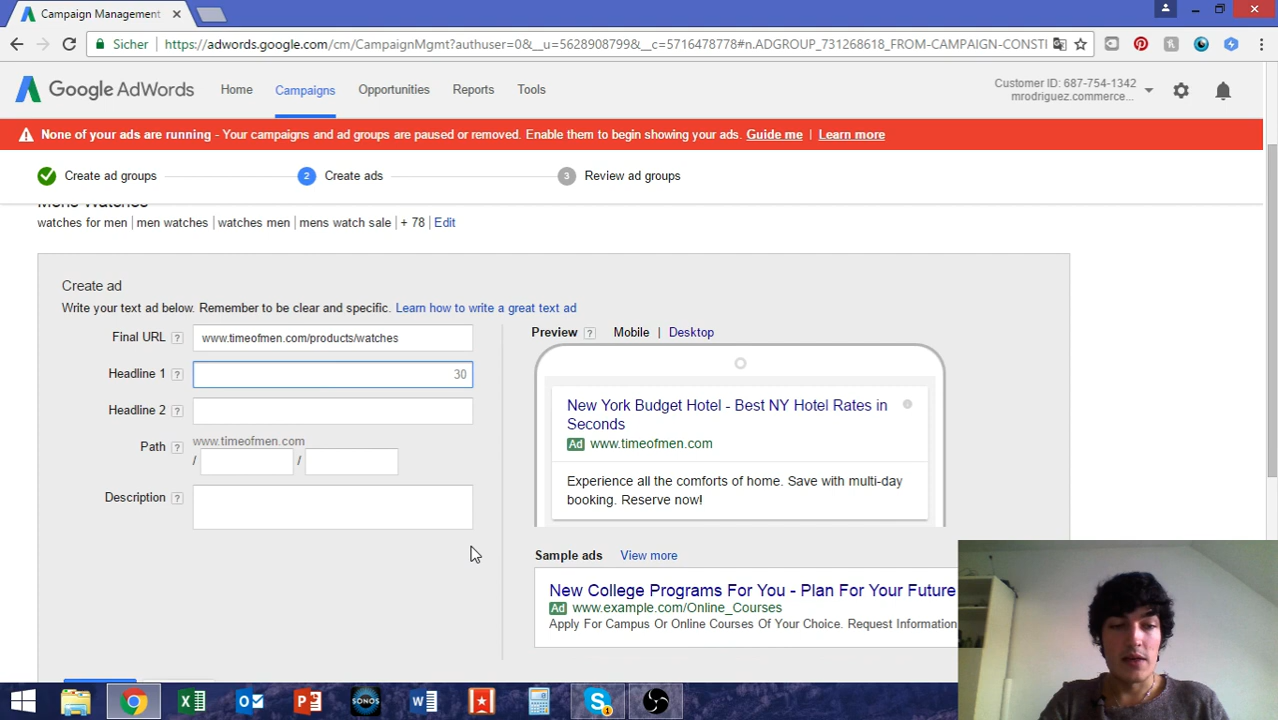 Campaign Management
Sicher | https://adwords.google.com/cm/CampaignMgmt?authuser=0&__u=5628908799&__c=5716478778#n.ADGROUP_731268618_FROM-CAMPAIGN-CONSTI
Google AdWords
Home
Campaigns
Opportunities
Reports
Tools
Customer ID: 687-754-1342
mrodriguez.commerce...
None of your ads are running - Your campaigns and ad groups are paused or removed. Enable them to begin showing your ads. Guide me | Learn more
Create ad groups
2 Create ads
3 Review ad groups
Mens Watches
watches for men | men watches | watches men | mens watch sale | + 78 | Edit
Create ad
Write your text ad below. Remember to be clear and specific. Learn how to write a great text ad
Final URL ? www.timeofmen.com/products/watches
Headline 1 ? 30
Headline 2 ?
Path ? www.timeofmen.com
/ /
Description ?
Preview ? Mobile | Desktop
New York Budget Hotel - Best NY Hotel Rates in
Seconds
Ad www.timeofmen.com
Experience all the comforts of home. Save with multi-day
booking. Reserve now!
Sample ads View more
New College Programs For You - Plan For Your Future
Ad www.example.com/Online_Courses
Apply For Campus Or Online Courses Of Your Choice. Request Information
SONOS
1